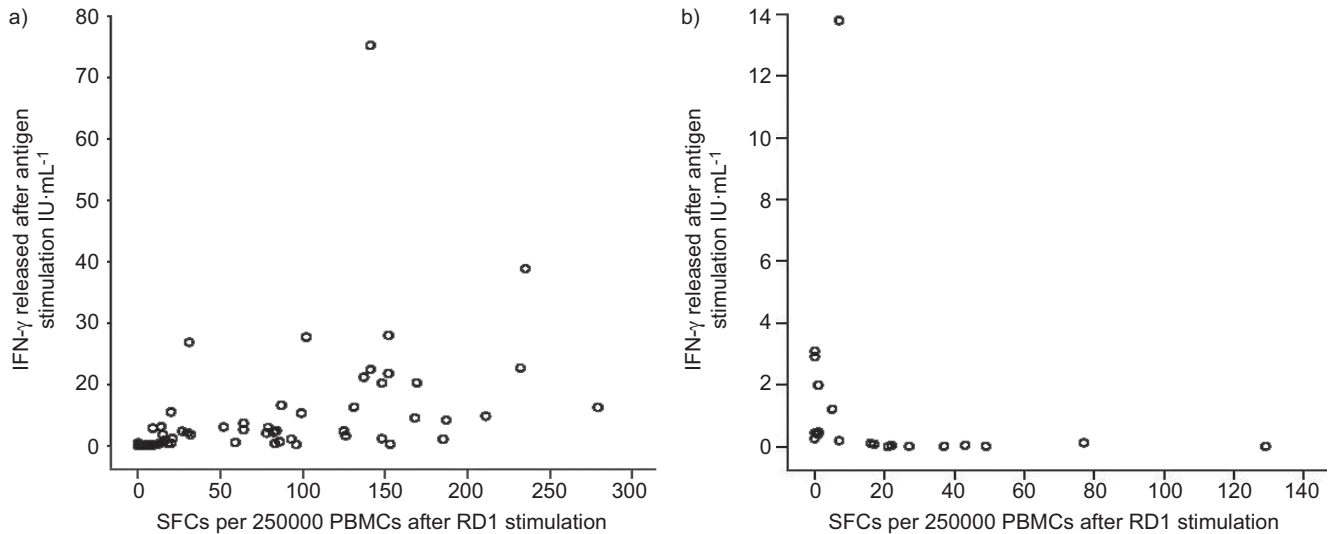 a)
80
70
60
50
40
30
20
10
0
IFN-γ released after antigen
stimulation IU·mL-1
0 50 100 150 200 250 300
SFCs per 250000 PBMCs after RD1 stimulation
b)
14
12
10
8
6
4
2
0
IFN-γ released after antigen
stimulation IU·mL-1
0 20 40 60 80 100 120 140
SFCs per 250000 PBMCs after RD1 stimulation